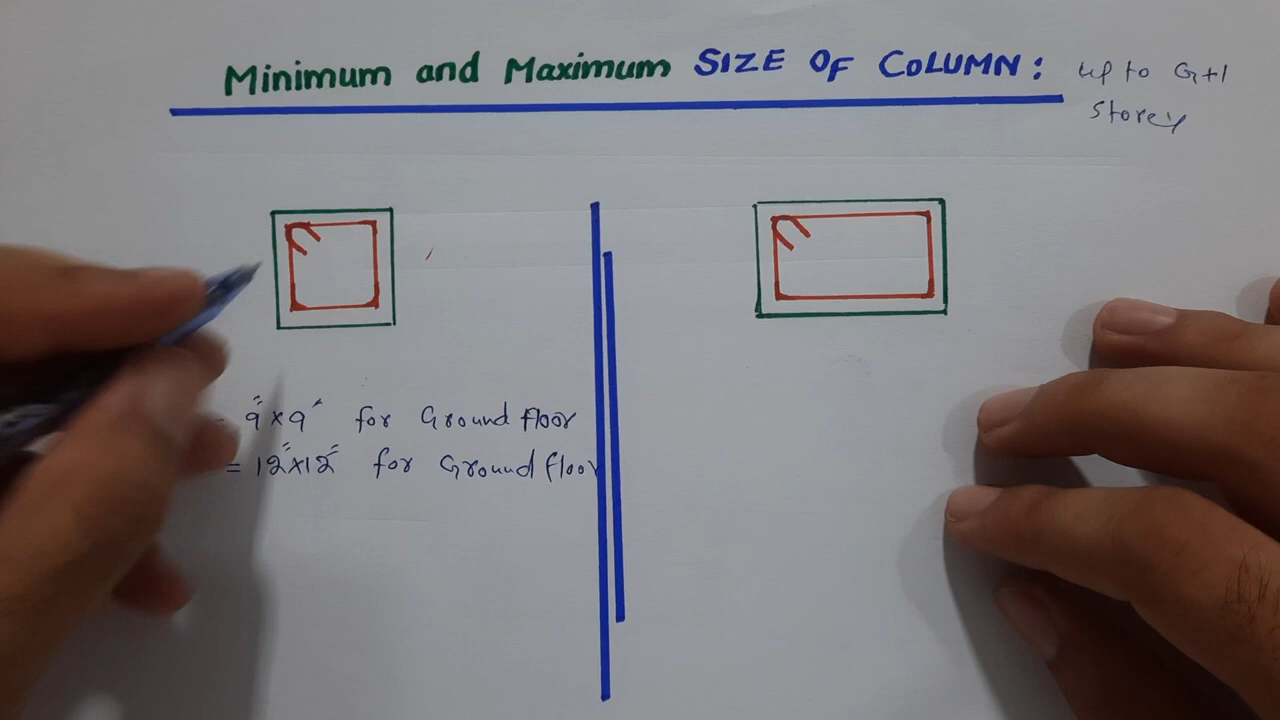 Minimum and Maximum SIZE OF COLUMN:
up to G+1
storey
= 9"x9" for Ground floor
= 12"x12" for Ground floor